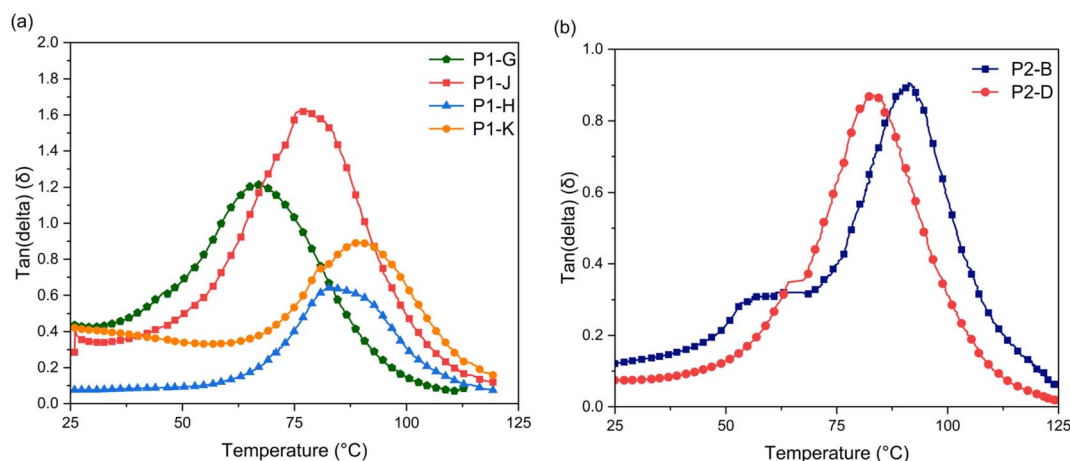 (a)
2.0
1.8
1.6
1.4
1.2
1.0
0.8
0.6
0.4
0.2
0.0
Tan(delta) (δ)
P1-G
P1-J
P1-H
P1-K
25
50
75
100
125
Temperature (°C)
(b)
1.0
0.8
0.6
0.4
0.2
0.0
Tan(delta) (δ)
P2-B
P2-D
25
50
75
100
125
Temperature (°C)